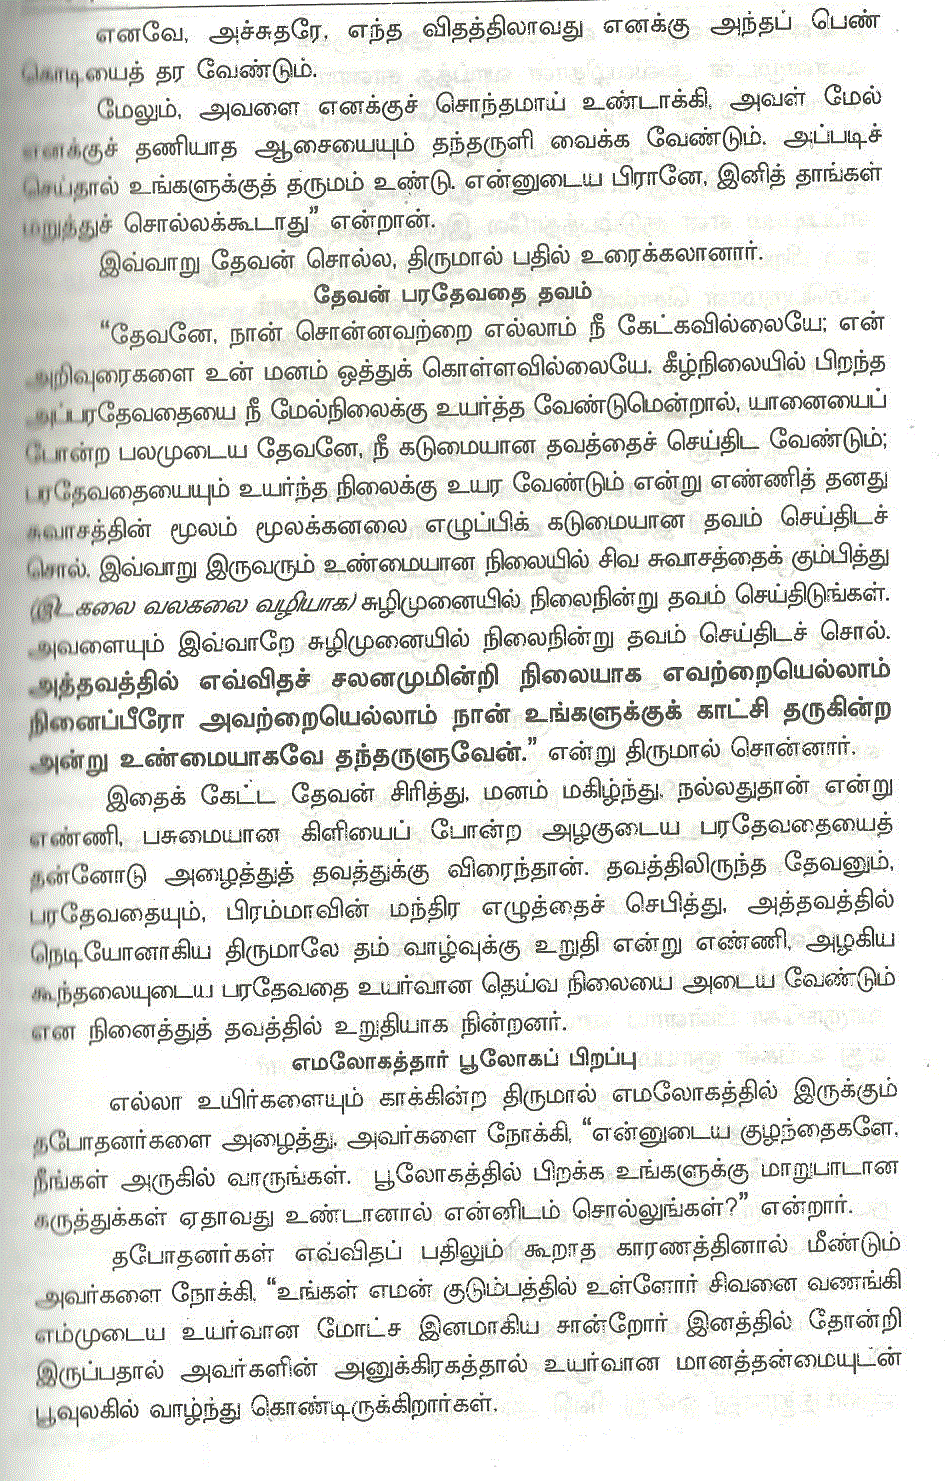 எனவே, அச்சுதரே, எந்த விதத்திலாவது எனக்கு அந்தப் பெண்
கொடியைத் தர வேண்டும்.
மேலும், அவளை எனக்குச் சொந்தமாய் உண்டாக்கி, அவள் மேல்
எனக்குச் தணியாத ஆசையையும் தந்தருளி வைக்க வேண்டும். அப்படிச்
செய்தால் உங்களுக்குத் தருமம் உண்டு. என்னுடைய பிரானே, இனித் தாங்கள்
மறுத்துச் சொல்லக்கூடாது” என்றான்.
இவ்வாறு தேவன் சொல்ல, திருமால் பதில் உரைக்கலானார்.
தேவன் பரதேவதை தவம்
“தேவனே, நான் சொன்னவற்றை எல்லாம் நீ கேட்கவில்லையே; என்
அறிவுரைகளை உன் மனம் ஒத்துக் கொள்ளவில்லையே. கீழ்நிலையில் பிறந்த
அப்பரதேவதையை நீ மேல்நிலைக்கு உயர்த்த வேண்டுமென்றால், யானையைப்
போன்ற பலமுடைய தேவனே, நீ கடுமையான தவத்தைச் செய்திட வேண்டும்;
பரதேவதையையும் உயர்ந்த நிலைக்கு உயர வேண்டும் என்று எண்ணித் தனது
சுவாசத்தின் மூலம் மூலக்கனலை எழுப்பிக் கடுமையான தவம் செய்திடச்
சொல். இவ்வாறு இருவரும் உண்மையான நிலையில் சிவ சுவாசத்தைக் கும்பித்து
(இடகலை வலகலை வழியாக) சுழிமுனையில் நிலைநின்று தவம் செய்திடுங்கள்.
அவளையும் இவ்வாறே சுழிமுனையில் நிலைநின்று தவம் செய்திடச் சொல்.
அத்தவத்தில் எவ்விதச் சலனமுமின்றி நிலையாக எவற்றையெல்லாம்
நினைப்பீரோ அவற்றையெல்லாம் நான் உங்களுக்குக் காட்சி தருகின்ற
அன்று உண்மையாகவே தந்தருளுவேன்.” என்று திருமால் சொன்னார்.
இதைக் கேட்ட தேவன் சிரித்து, மனம் மகிழ்ந்து, நல்லதுதான் என்று
எண்ணி, பசுமையான கிளியைப் போன்ற அழகுடைய பரதேவதையைத்
தன்னோடு அழைத்துத் தவத்துக்கு விரைந்தான். தவத்திலிருந்த தேவனும்,
பரதேவதையும், பிரம்மாவின் மந்திர எழுத்தைச் செபித்து, அத்தவத்தில்
நெடியோனாகிய திருமாலே தம் வாழ்வுக்கு உறுதி என்று எண்ணி, அழகிய
கூந்தலையுடைய பரதேவதை உயர்வான தெய்வ நிலையை அடைய வேண்டும்
என நினைத்துத் தவத்தில் உறுதியாக நின்றனர்.
எமலோகத்தார் பூலோகப் பிறப்பு
எல்லா உயிர்களையும் காக்கின்ற திருமால் எமலோகத்தில் இருக்கும்
தபோதனர்களை அழைத்து, அவர்களை நோக்கி, “என்னுடைய குழந்தைகளே,
நீங்கள் அருகில் வாருங்கள். பூலோகத்தில் பிறக்க உங்களுக்கு மாறுபாடான
கருத்துக்கள் ஏதாவது உண்டானால் என்னிடம் சொல்லுங்கள்?” என்றார்.
தபோதனர்கள் எவ்விதப் பதிலும் கூறாத காரணத்தினால் மீண்டும்
அவர்களை நோக்கி, “உங்கள் எமன் குடும்பத்தில் உள்ளோர் சிவனை வணங்கி
எம்முடைய உயர்வான மோட்ச இனமாகிய சான்றோர் இனத்தில் தோன்றி
இருப்பதால் அவர்களின் அனுக்கிரகத்தால் உயர்வான மானத்தன்மையுடன்
பூவுலகில் வாழ்ந்து கொண்டிருக்கிறார்கள்.